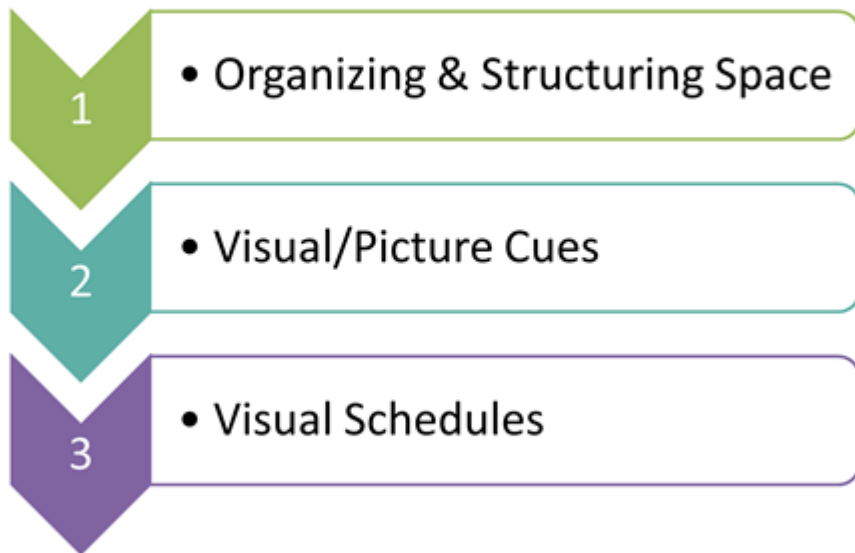 1
• Organizing & Structuring Space
2
• Visual/Picture Cues
3
• Visual Schedules